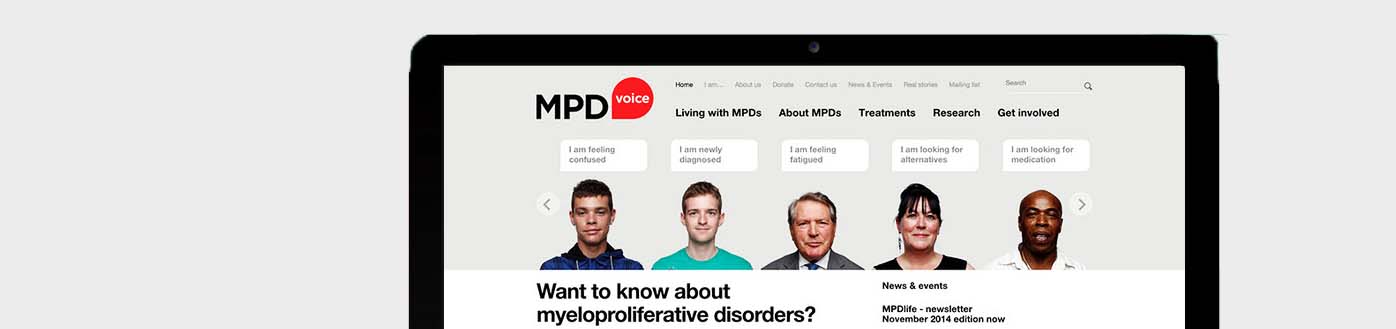 MPD voice
Home I am.... About us Donate Contact us News & Events Real stories Mailing list Search
Living with MPDs About MPDs Treatments Research Get involved
I am feeling
confused
I am newly
diagnosed
I am feeling
fatigued
I am looking for
alternatives
I am looking for
medication
Want to know about
myeloproliferative disorders?
News & events
MPDlife - newsletter
November 2014 edition now